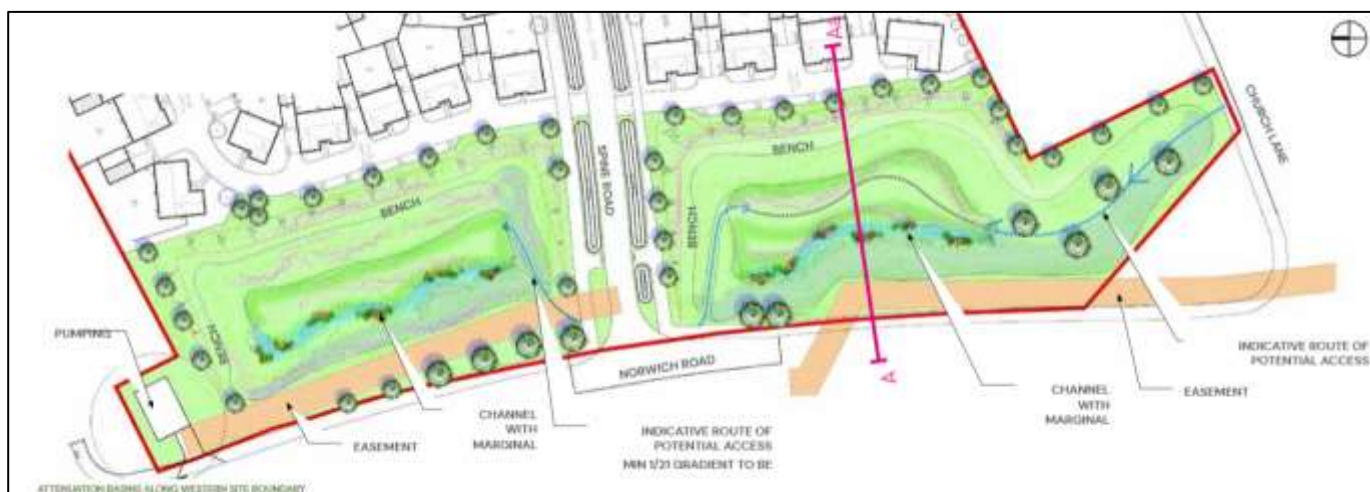 A
BENCH
SPINE ROAD
BENCH
CHURCH LANE
BENCH
BENCH
PUMPING
NORWICH ROAD
A
INDICATIVE ROUTE OF
POTENTIAL ACCESS
EASEMENT
CHANNEL
WITH
MARGINAL
CHANNEL
WITH
MARGINAL
EASEMENT
INDICATIVE ROUTE OF
POTENTIAL ACCESS
MIN 1/21 GRADIENT TO BE
ATTENUATION BASINS ALONG WESTERN SITE BOUNDARY